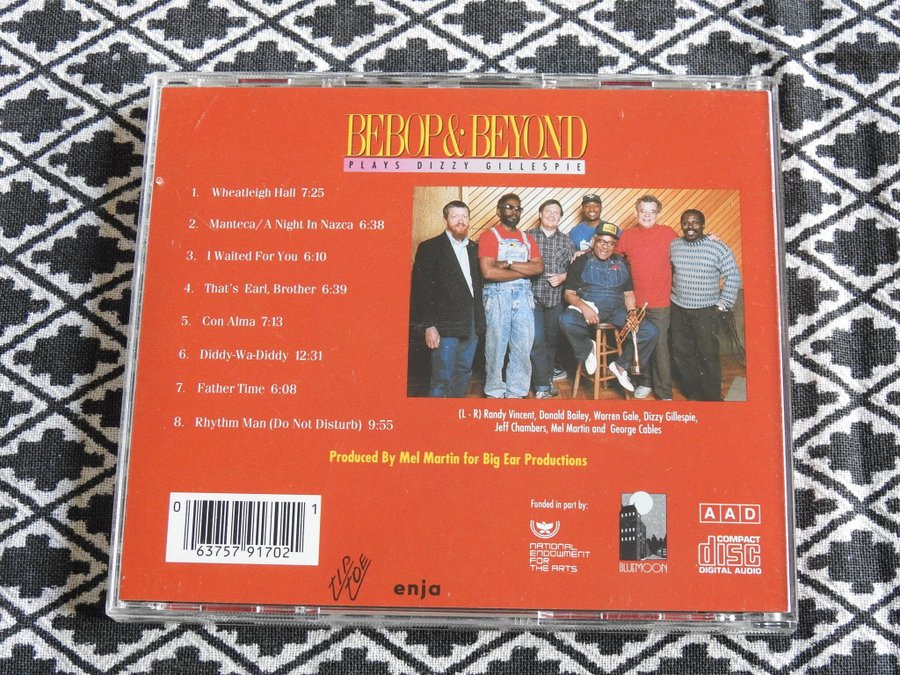 BEBOP & BEYOND
PLAYS DIZZY GILLESPIE
1. Wheatleigh Hall 7:25
2. Manteca/A Night In Nazca 6:38
3. I Waited For You 6:10
4. That's Earl, Brother 6:39
5. Con Alma 7:13
6. Diddy-Wa-Diddy 12:31
7. Father Time 6:08
8. Rhythm Man (Do Not Disturb) 9:55
(L - R) Randy Vincent, Donald Bailey, Warren Gale, Dizzy Gillespie,
Jeff Chambers, Mel Martin and George Cables
Produced By Mel Martin for Big Ear Productions
0 63757 91702 1
TIP TOE
enja
Funded in part by:
NATIONAL
ENDOWMENT
FOR
THE ARTS
BLUEMOON
AAD
COMPACT
disc
DIGITAL AUDIO